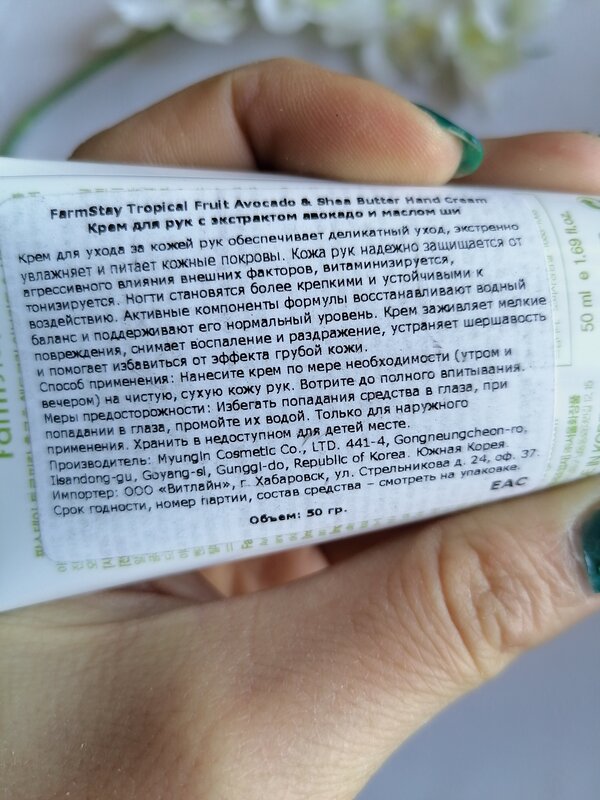 FarmStay Tropical Fruit Avocado & Shea Butter Hand Cream
Крем для рук с экстрактом авокадо и маслом ши
Крем для ухода за кожей рук обеспечивает деликатный уход, экстренно
увлажняет и питает кожные покровы. Кожа рук надежно защищается от
агрессивного влияния внешних факторов, витаминизируется,
тонизируется. Ногти становятся более крепкими и устойчивыми к
воздействию. Активные компоненты формулы восстанавливают водный
баланс и поддерживают его нормальный уровень. Крем заживляет мелкие
повреждения, снимает воспаление и раздражение, устраняет шершавость
и помогает избавиться от эффекта грубой кожи.
Способ применения: Нанесите крем по мере необходимости (утром и
вечером) на чистую, сухую кожу рук. Вотрите до полного впитывания.
Меры предосторожности: Избегать попадания средства в глаза, при
попадании в глаза, промойте их водой. Только для наружного
применения. Хранить в недоступном для детей месте.
Производитель: Myungin Cosmetic Co., LTD. 441-4, Gongneungcheon-ro,
Ilsandong-gu, Goyang-si, Gunggi-do, Republic of Korea. Южная Корея.
Импортер: ООО «Витлайн», г. Хабаровск, ул. Стрельникова д. 24, оф. 37.
Срок годности, номер партии, состав средства – смотреть на упаковке.
EAC
Объем: 50 гр.
50 ml e 1.69 fl.oz